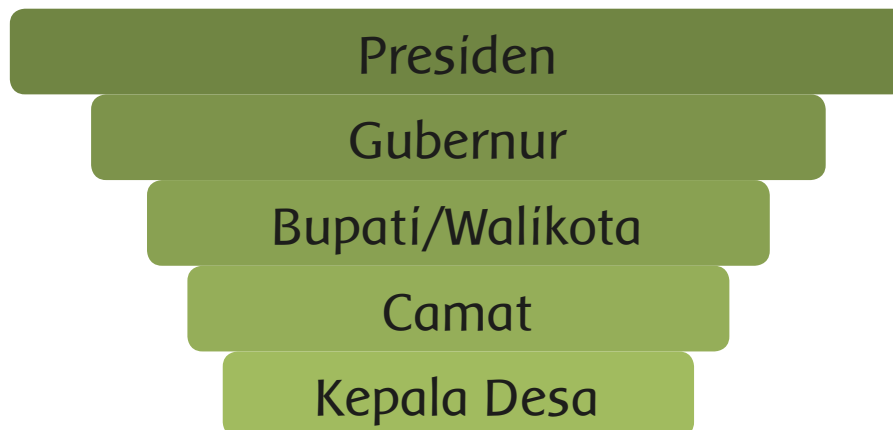 Presiden
Gubernur
Bupati/Walikota
Camat
Kepala Desa